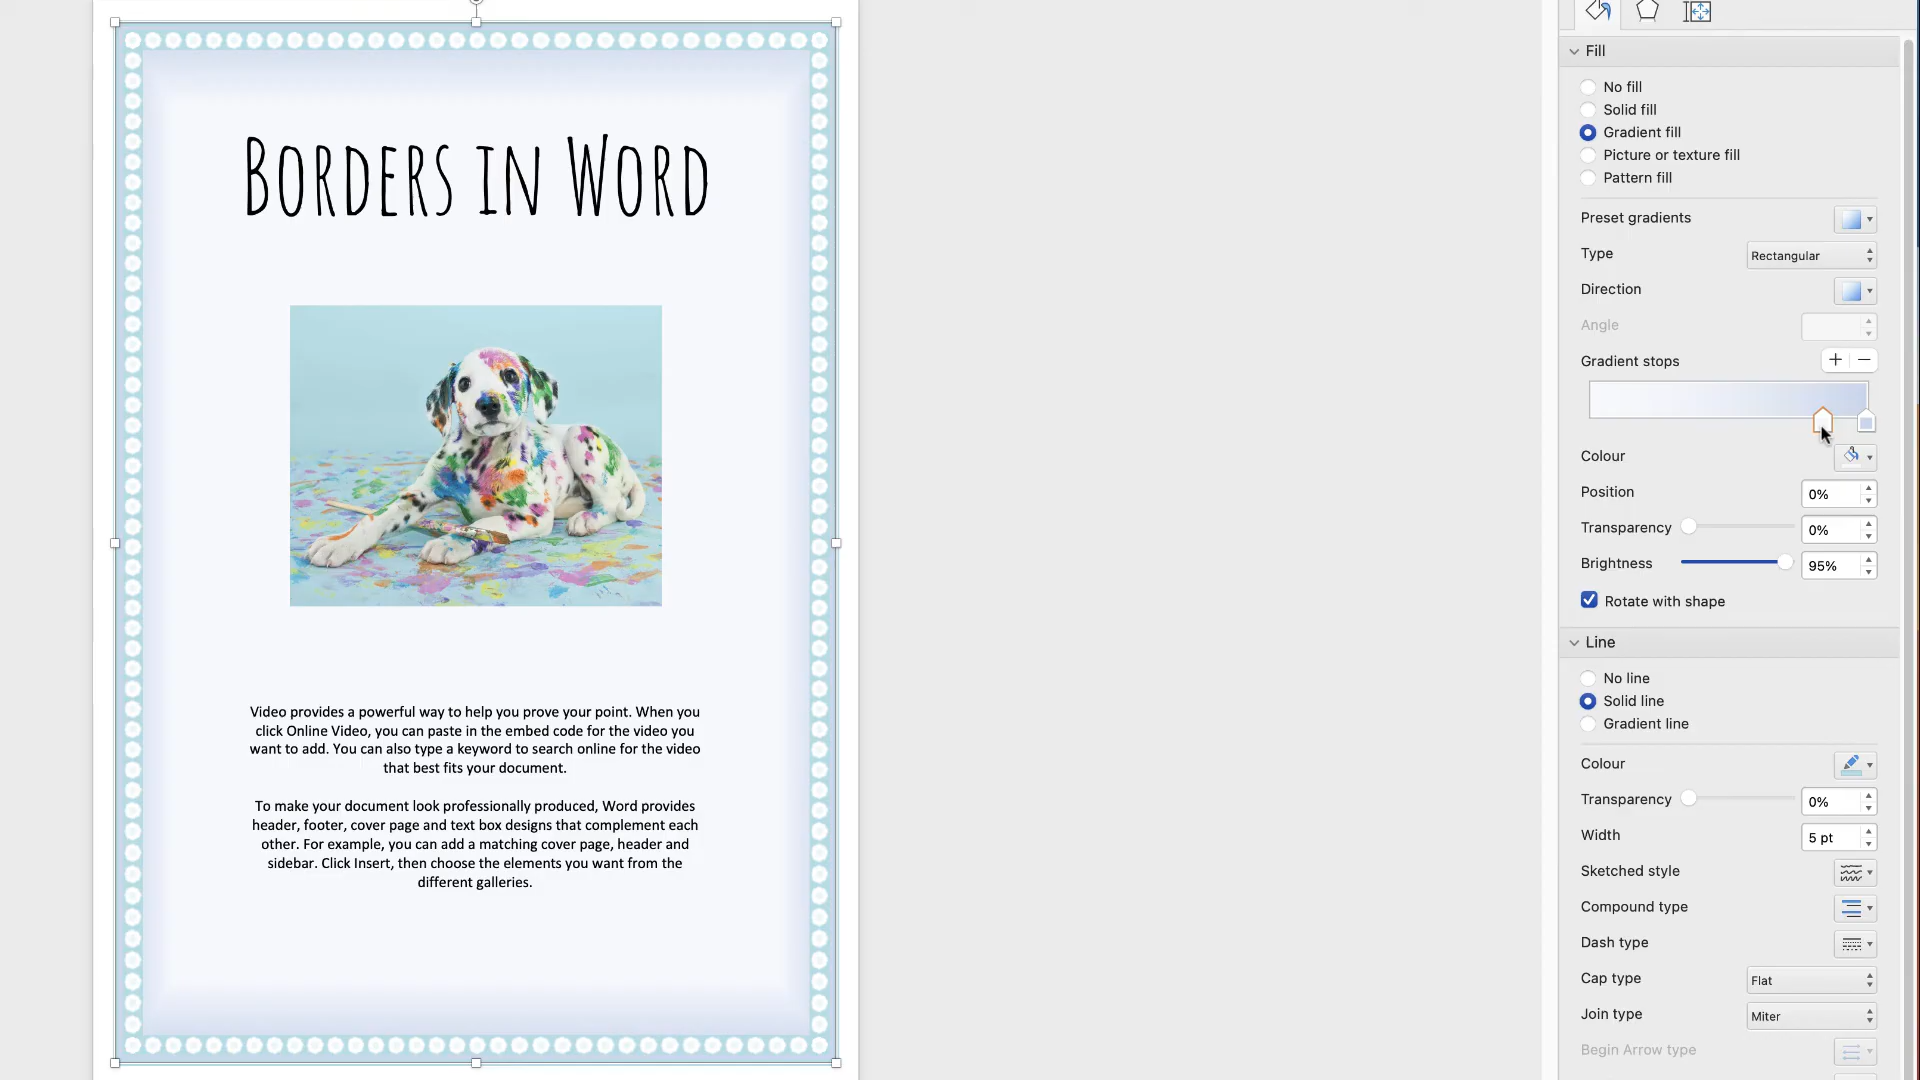 BORDERS IN WORD
Video provides a powerful way to help you prove your point. When you
click Online Video, you can paste in the embed code for the video you
want to add. You can also type a keyword to search online for the video
that best fits your document.
To make your document look professionally produced, Word provides
header, footer, cover page and text box designs that complement each
other. For example, you can add a matching cover page, header and
sidebar. Click Insert, then choose the elements you want from the
different galleries.
Fill
No fill
Solid fill
Gradient fill
Picture or texture fill
Pattern fill
Preset gradients
Type Rectangular
Direction
Angle
Gradient stops
Colour
Position 0%
Transparency 0%
Brightness 95%
Rotate with shape
Line
No line
Solid line
Gradient line
Colour
Transparency 0%
Width 5 pt
Sketched style
Compound type
Dash type
Cap type Flat
Join type Miter
Begin Arrow type